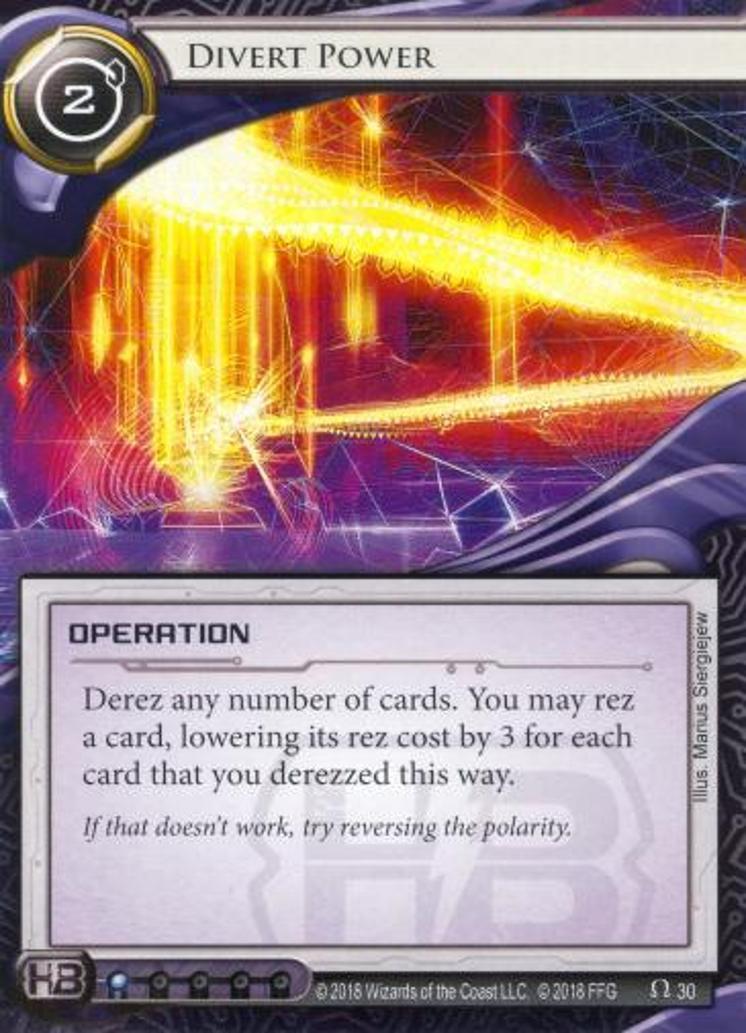 2
DIVERT POWER
OPERATION
Derez any number of cards. You may rez
a card, lowering its rez cost by 3 for each
card that you derezzed this way.
If that doesn't work, try reversing the polarity.
HB
Illus. Marius Siergiejew
HB
© 2018 Wizards of the Coast LLC. © 2018 FFG Ω 30